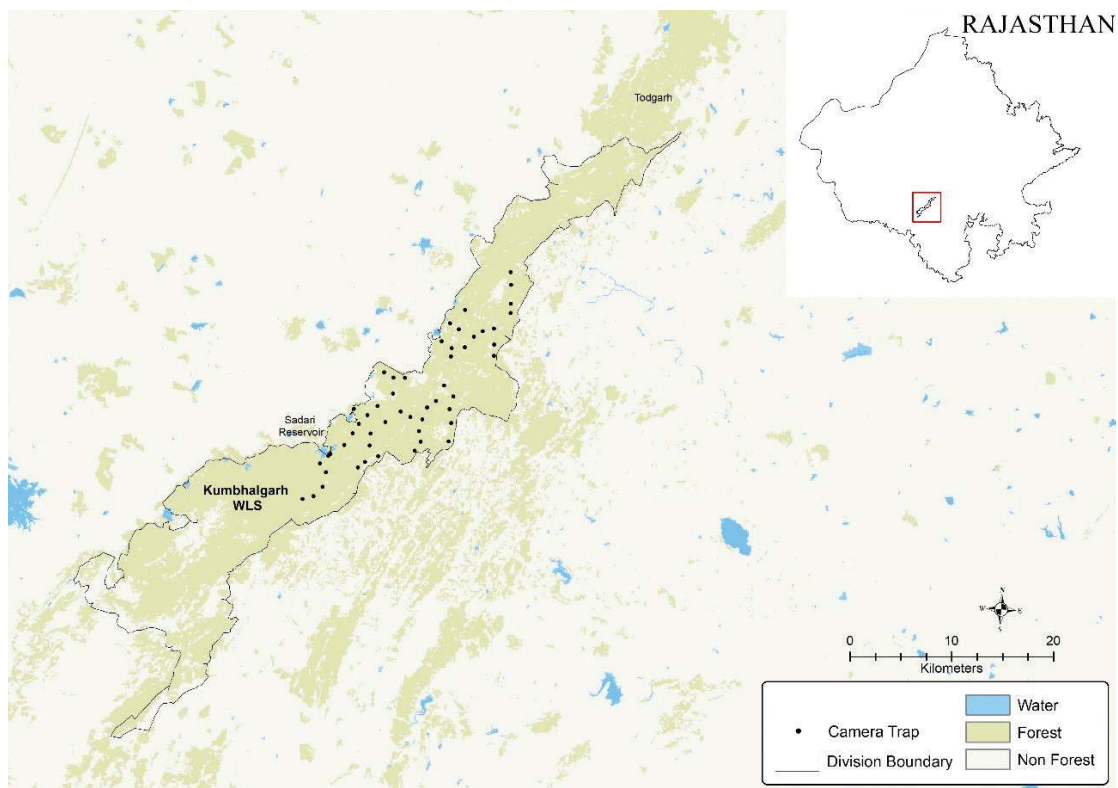 RAJASTHAN
Todgarh
Sadari
Reservoir
Kumbhalgarh
WLS
N
W E
S
0 10 20
Kilometers
Water
Camera Trap
Forest
Division Boundary
Non Forest